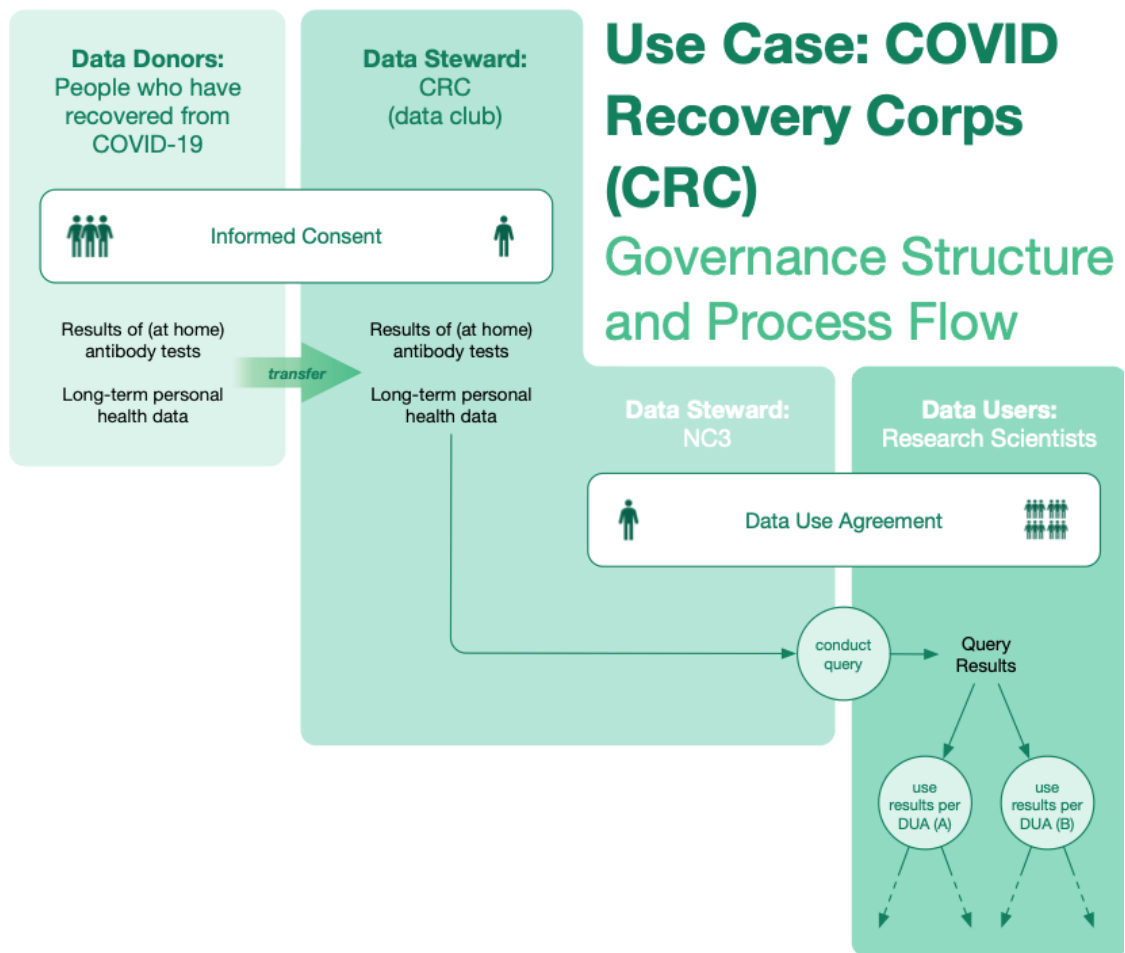 Use Case: COVID
Recovery Corps
(CRC)
Governance Structure
and Process Flow
Data Donors:
People who have
recovered from
COVID-19
Data Steward:
CRC
(data club)
Informed Consent
Results of (at home)
antibody tests
Long-term personal
health data
transfer
Results of (at home)
antibody tests
Long-term personal
health data
Data Steward:
NC3
Data Users:
Research Scientists
Data Use Agreement
conduct
query
Query
Results
use
results per
DUA (A)
use
results per
DUA (B)